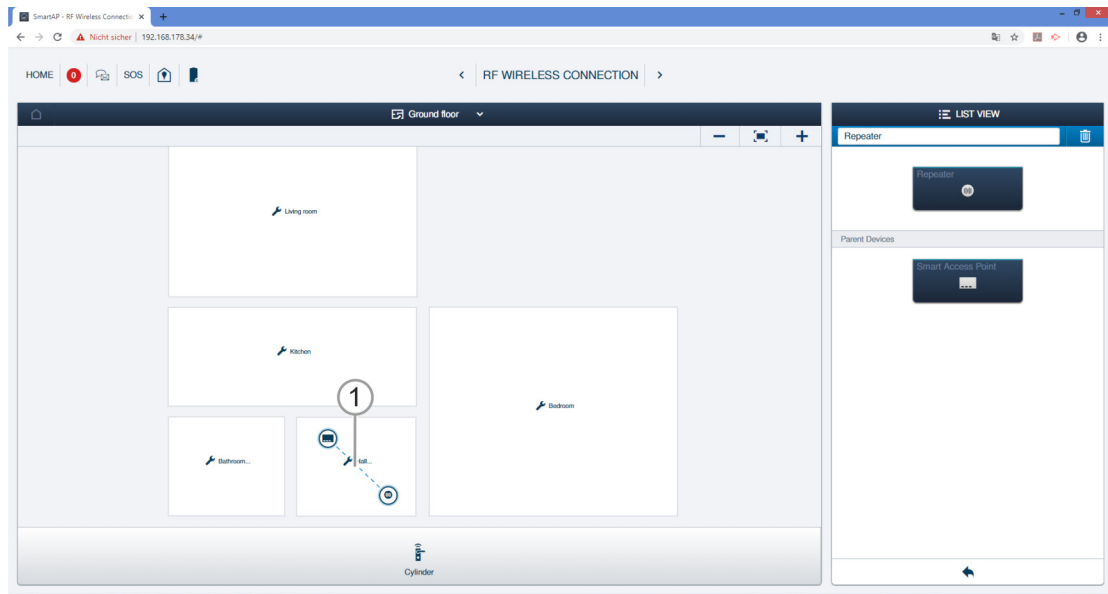 SmartAP - RF Wireless Connectio
Nicht sicher | 192.168.178.34/#
HOME 0 SOS
RF WIRELESS CONNECTION
Ground floor
LIST VIEW
Repeater
Repeater
Living room
Parent Devices
Smart Access Point
Kitchen
1
Bedroom
Bathroom...
Hall...
Cylinder